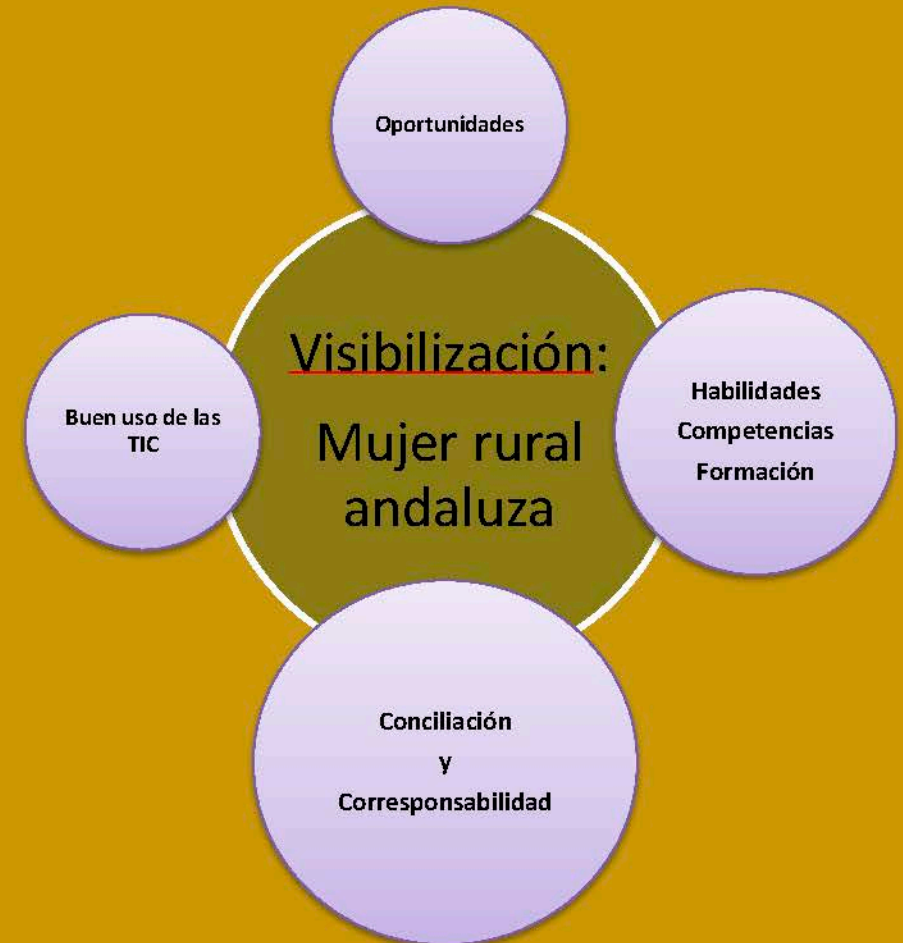 Oportunidades
Visibilización:
Mujer rural
andaluza
Habilidades
Competencias
Formación
Buen uso de las
TIC
Conciliación
y
Corresponsabilidad